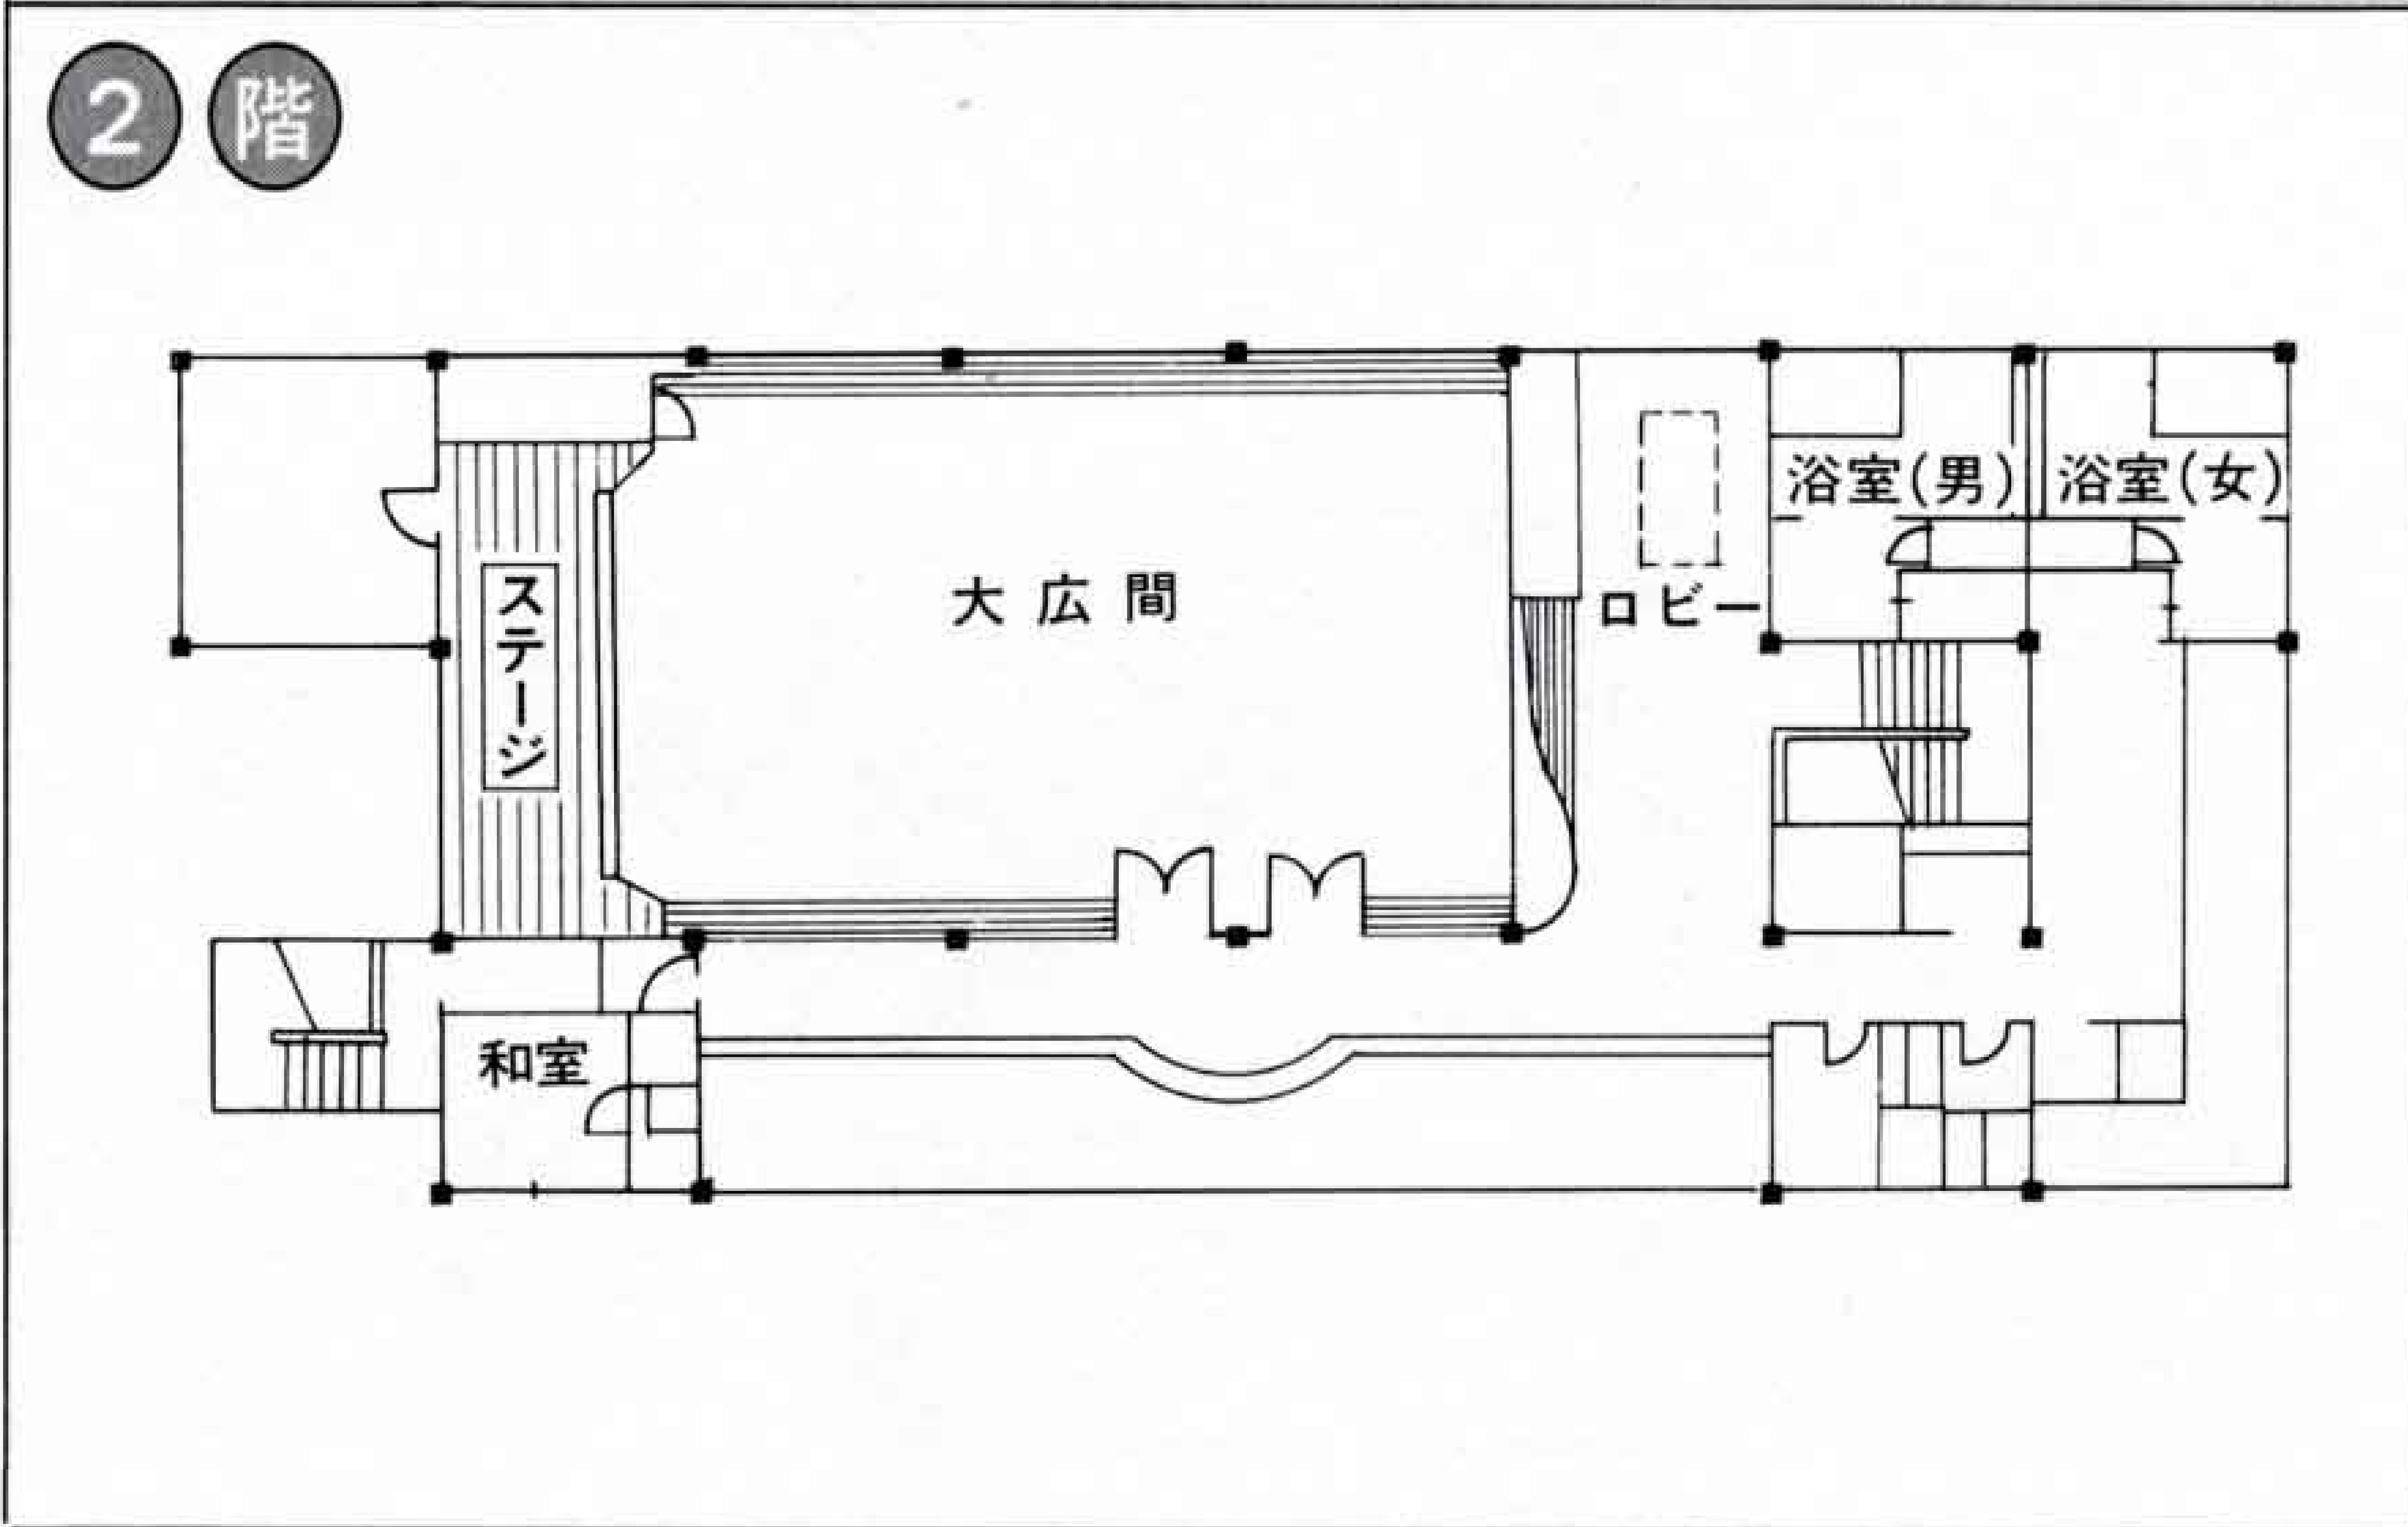 2階
浴室(男)
浴室(女)
ステージ
大広間
ロビー
和室